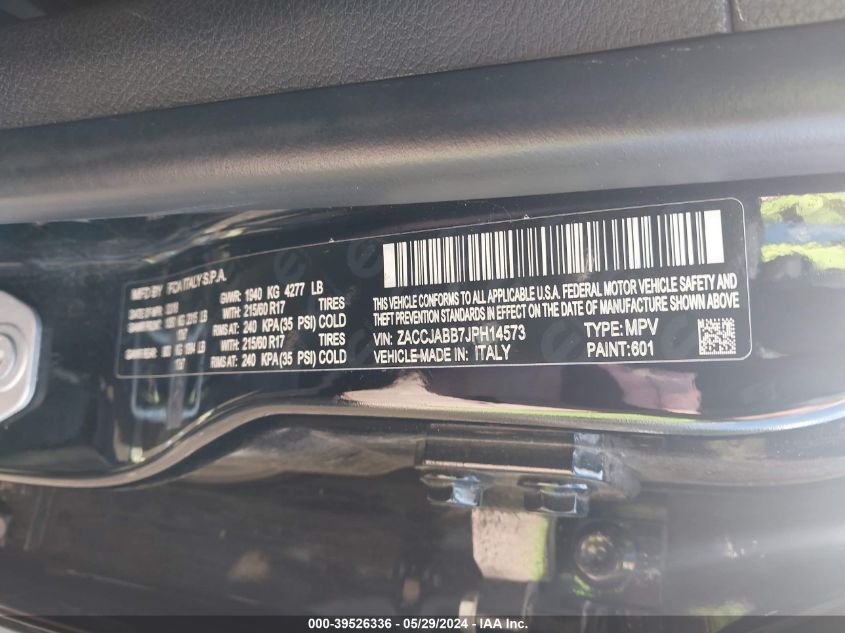 MFD BY: FCA ITALY S.P.A.
GVWR: 1940 KG 4277 LB
WITH: 215/60 R17 TIRES
RIMS AT: 240 KPA(35 PSI) COLD
WITH: 215/60 R17 TIRES
RIMS AT: 240 KPA(35 PSI) COLD
THIS VEHICLE CONFORMS TO ALL APPLICABLE U.S.A. FEDERAL MOTOR VEHICLE SAFETY AND
THEFT PREVENTION STANDARDS IN EFFECT ON THE DATE OF MANUFACTURE SHOWN ABOVE
VIN: ZACCJABB7JPH14573 TYPE: MPV
VEHICLE MADE IN: ITALY PAINT: 601
000-39526336 - 05/29/2024 - IAA Inc.